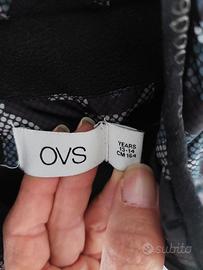 OVS
YEARS
13-14
CM 164
subito